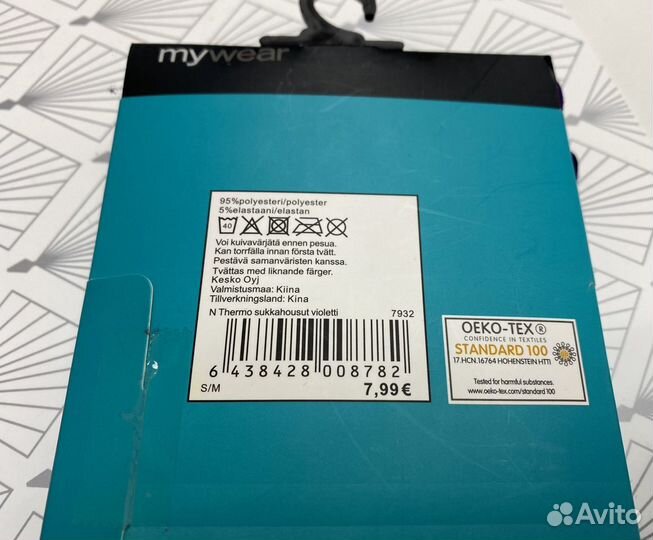 mywear
95%polyesteri/polyester
5%elastaani/elastan
40
Voi kuivavärjätä ennen pesua.
Kan torrfälla innan första tvätt.
Pestävä samanväristen kanssa.
Tvättas med liknande färger.
Kesko Oyj
Valmistusmaa: Kiina
Tillverkningsland: Kina
N Thermo sukkahousut violetti 7932
6 438428 008782
S/M 7,99€
OEKO-TEX®
CONFIDENCE IN TEXTILES
STANDARD 100
17.HCN.16764 HOHENSTEIN HTTI
Tested for harmful substances.
www.oeko-tex.com/standard100
Avito